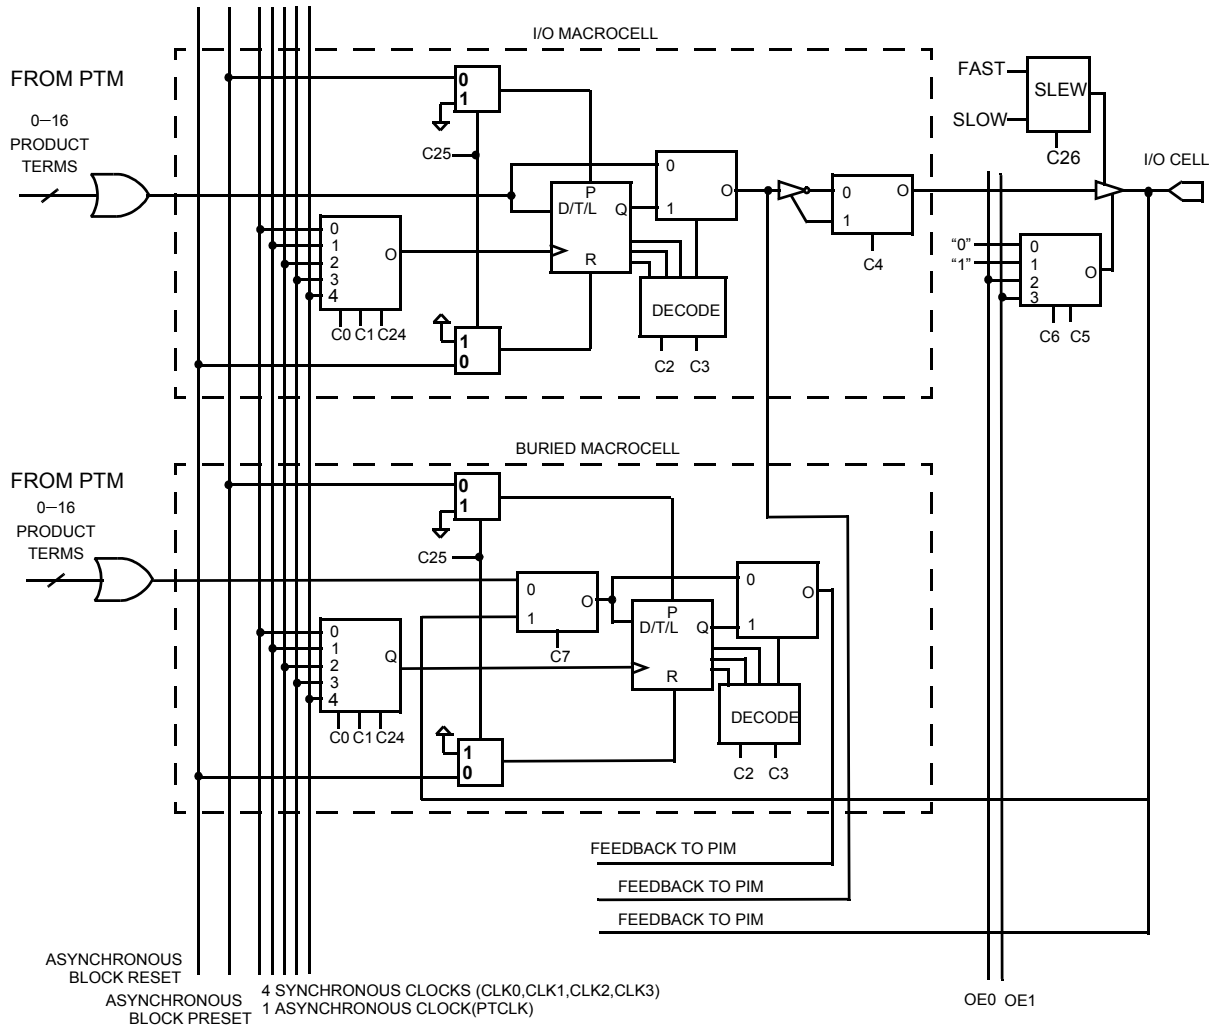 I/O MACROCELL
FROM PTM
0–16
PRODUCT
TERMS
0
1
C25
FAST
SLOW
SLEW
C26
I/O CELL
P
D/T/L
Q
R
0
1
O
0
1
O
C4
0
1
2
3
4
O
C0 C1 C24
1
0
DECODE
C2 C3
"0"
"1"
0
1
2
3
O
C6 C5
BURIED MACROCELL
FROM PTM
0–16
PRODUCT
TERMS
0
1
C25
0
1
O
C7
P
D/T/L
Q
R
0
1
O
0
1
2
3
4
Q
C0 C1 C24
1
0
DECODE
C2 C3
FEEDBACK TO PIM
FEEDBACK TO PIM
FEEDBACK TO PIM
ASYNCHRONOUS
BLOCK RESET
ASYNCHRONOUS
BLOCK PRESET
4 SYNCHRONOUS CLOCKS (CLK0,CLK1,CLK2,CLK3)
1 ASYNCHRONOUS CLOCK(PTCLK)
OE0 OE1